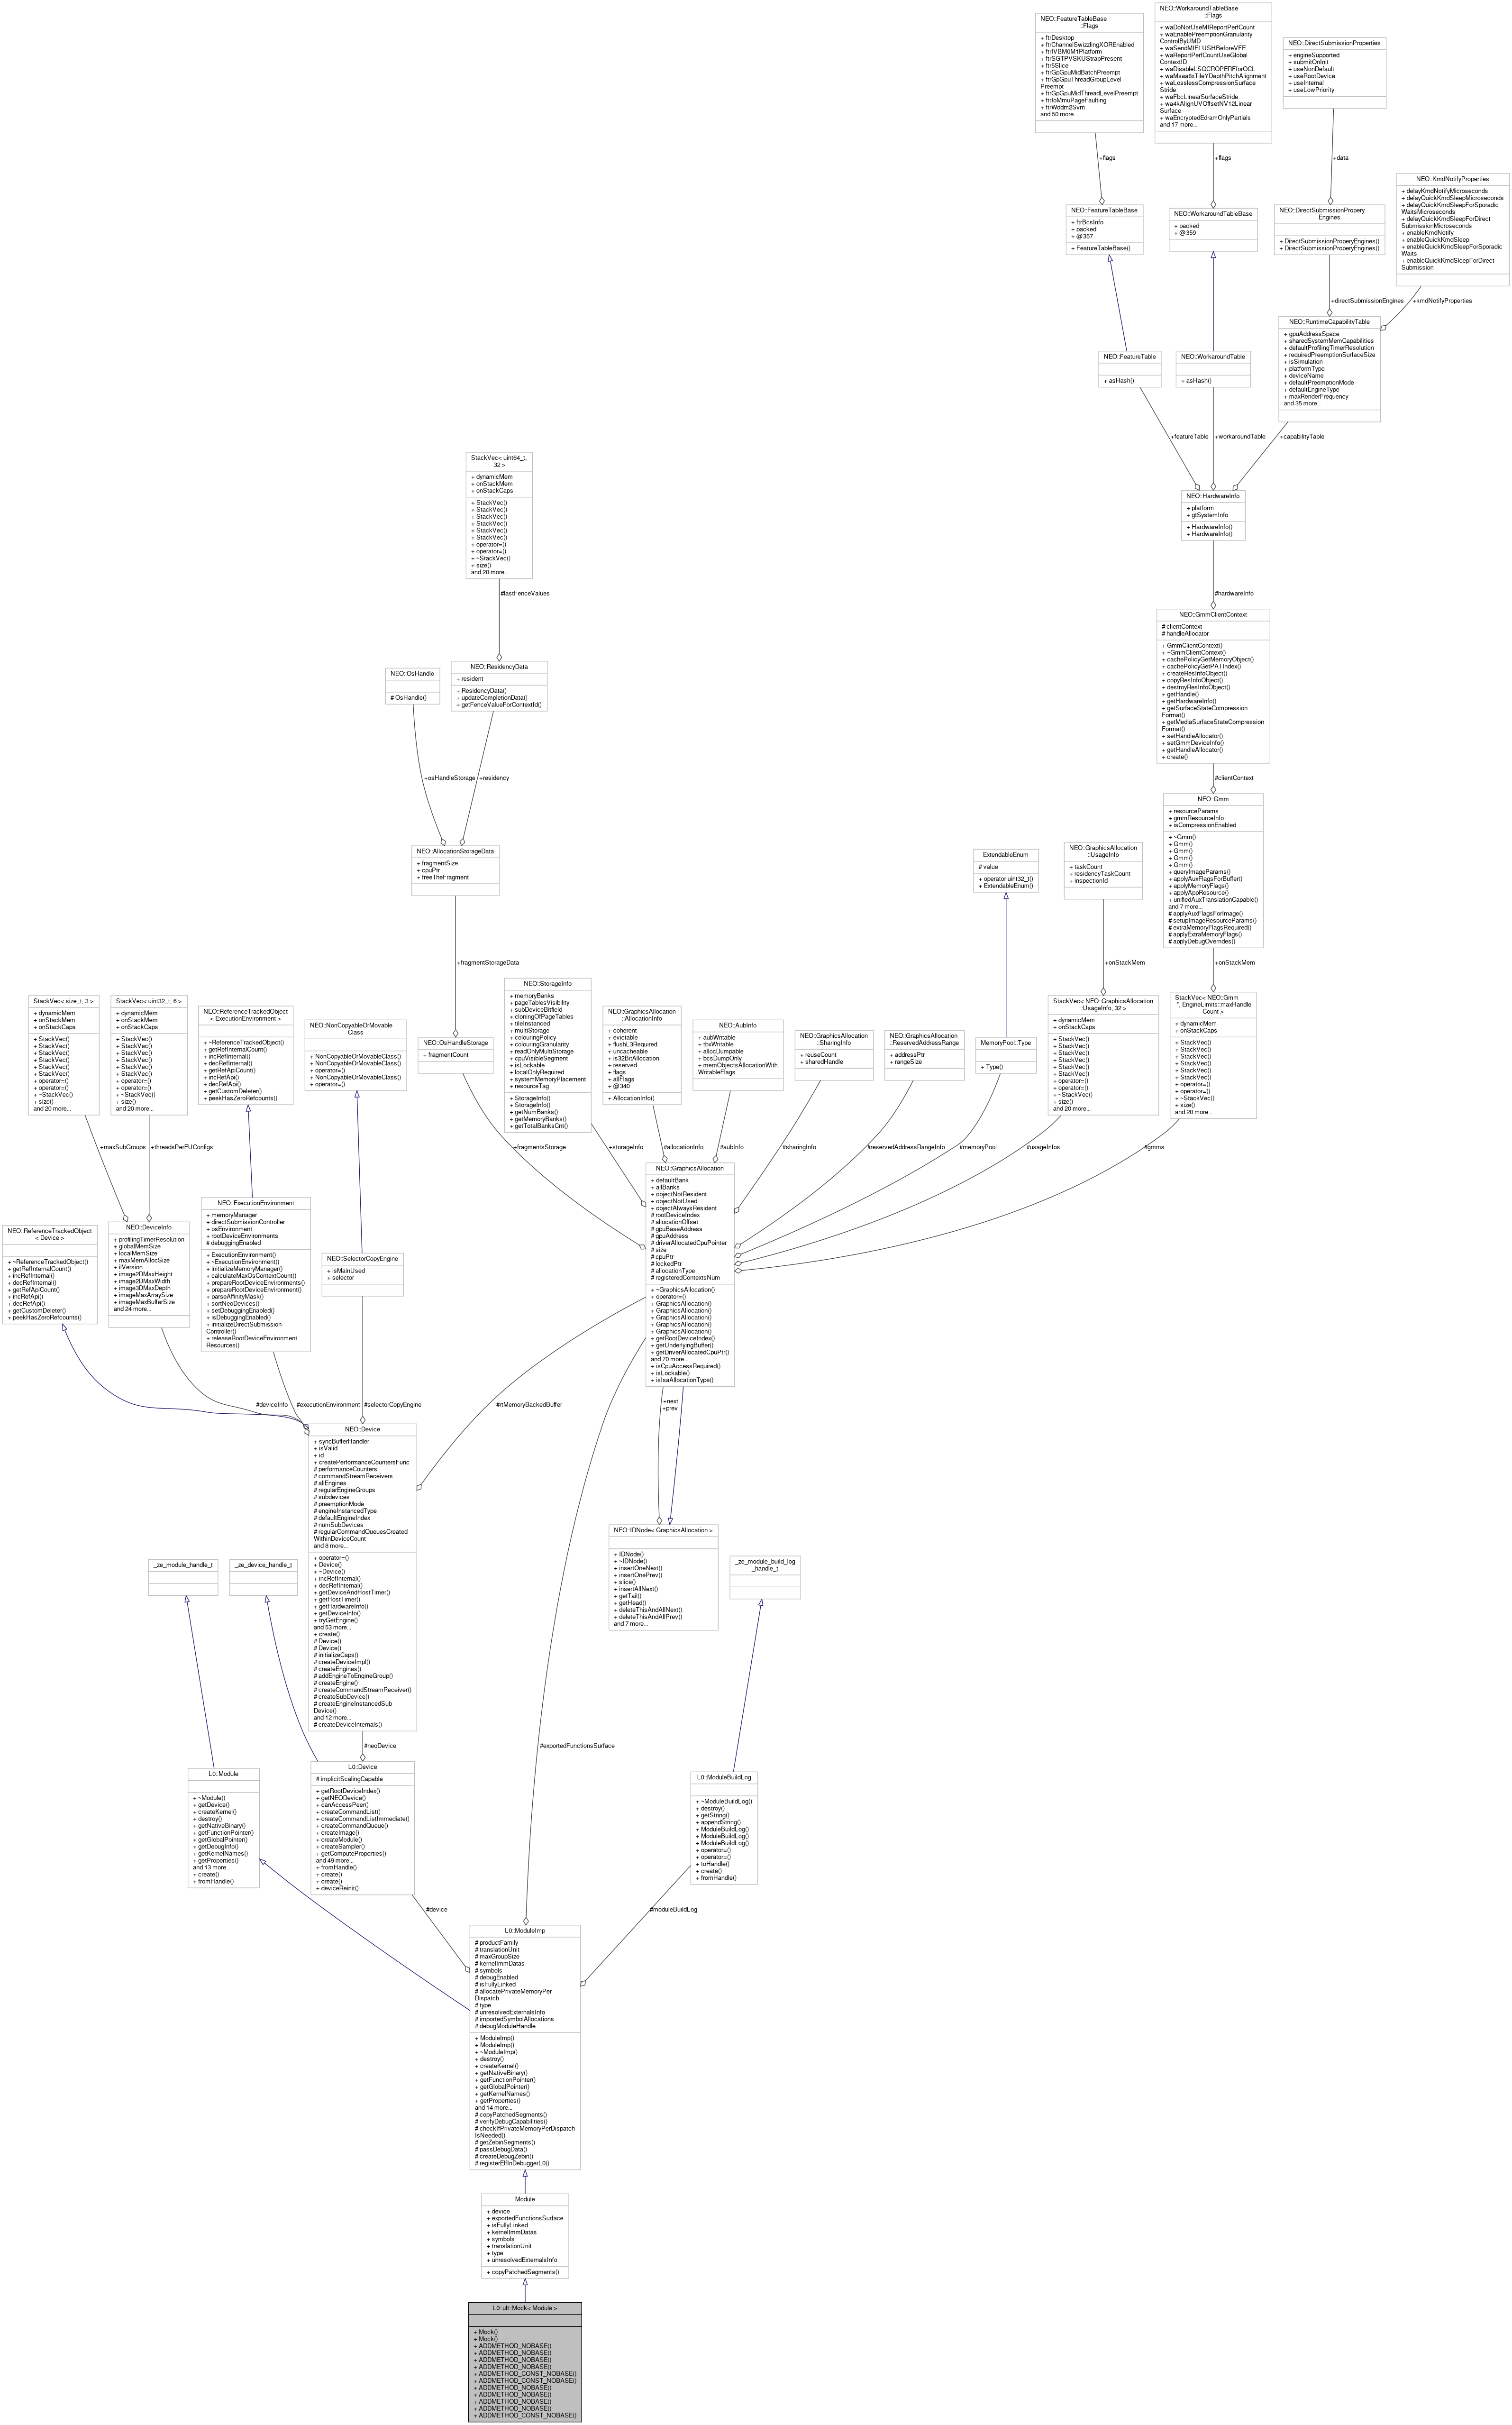 NEO::FeatureTableBase
::Flags
+ ftrDesktop
+ ftrChannelSwizzlingXOREnabled
+ ftrIVBM0M1Platform
+ ftrSGTPVSKUStrapPresent
+ ftr5Slice
+ ftrGpGpuMidBatchPreempt
+ ftrGpGpuThreadGroupLevel
Preempt
+ ftrGpGpuMidThreadLevelPreempt
+ ftrIoMmuPageFaulting
+ ftrWddm2Svm
and 50 more...
NEO::WorkaroundTableBase
::Flags
+ waDoNotUseMIReportPerfCount
+ waEnablePreemptionGranularity
ControlByUMD
+ waSendMIFLUSHBeforeVFE
+ waReportPerfCountUseGlobal
ContextID
+ waDisableLSQCROPERFforOCL
+ waMsaa8xTileYDepthPitchAlignment
+ waLosslessCompressionSurface
Stride
+ waFbcLinearSurfaceStride
+ wa4kAlignUVOffsetNV12Linear
Surface
+ waEncryptedEdramOnlyPartials
and 17 more...
NEO::DirectSubmissionProperties
+ engineSupported
+ submitOnInit
+ useNonDefault
+ useRootDevice
+ useInternal
+ useLowPriority
+flags
+flags
+data
NEO::KmdNotifyProperties
+ delayKmdNotifyMicroseconds
+ delayQuickKmdSleepMicroseconds
+ delayQuickKmdSleepForSporadic
WaitsMicroseconds
+ delayQuickKmdSleepForDirect
SubmissionMicroseconds
+ enableKmdNotify
+ enableQuickKmdSleep
+ enableQuickKmdSleepForSporadic
Waits
+ enableQuickKmdSleepForDirect
Submission
NEO::FeatureTableBase
+ ftrBcsInfo
+ packed
+ @357
+ FeatureTableBase()
NEO::WorkaroundTableBase
+ packed
+ @359
NEO::DirectSubmissionPropery
Engines
+ DirectSubmissionProperyEngines()
+ DirectSubmissionProperyEngines()
+directSubmissionEngines
+kmdNotifyProperties
NEO::FeatureTable
+ asHash()
NEO::WorkaroundTable
+ asHash()
NEO::RuntimeCapabilityTable
+ gpuAddressSpace
+ sharedSystemMemCapabilities
+ defaultProfilingTimerResolution
+ requiredPreemptionSurfaceSize
+ isSimulation
+ platformType
+ deviceName
+ defaultPreemptionMode
+ defaultEngineType
+ maxRenderFrequency
and 35 more...
+featureTable
+workaroundTable
+capabilityTable
StackVec< uint64_t,
32 >
+ dynamicMem
+ onStackMem
+ onStackCaps
+ StackVec()
+ StackVec()
+ StackVec()
+ StackVec()
+ StackVec()
+ StackVec()
+ operator=()
+ operator=()
+ ~StackVec()
+ size()
and 20 more...
NEO::HardwareInfo
+ platform
+ gtSystemInfo
+ HardwareInfo()
+ HardwareInfo()
#lastFenceValues
#hardwareInfo
NEO::GmmClientContext
# clientContext
# handleAllocator
+ GmmClientContext()
+ ~GmmClientContext()
+ cachePolicyGetMemoryObject()
+ cachePolicyGetPATIndex()
+ createResInfoObject()
+ copyResInfoObject()
+ destroyResInfoObject()
+ getHandle()
+ getHardwareInfo()
+ getSurfaceStateCompression
Format()
+ getMediaSurfaceStateCompression
Format()
+ setHandleAllocator()
+ setGmmDeviceInfo()
+ getHandleAllocator()
+ create()
NEO::OsHandle
# OsHandle()
NEO::ResidencyData
+ resident
+ ResidencyData()
+ updateCompletionData()
+ getFenceValueForContextId()
+osHandleStorage
+residency
#clientContext
NEO::Gmm
+ resourceParams
+ gmmResourceInfo
+ isCompressionEnabled
+ ~Gmm()
+ Gmm()
+ Gmm()
+ Gmm()
+ Gmm()
+ queryImageParams()
+ applyAuxFlagsForBuffer()
+ applyMemoryFlags()
+ applyAppResource()
+ unifiedAuxTranslationCapable()
and 7 more...
# applyAuxFlagsForImage()
# setupImageResourceParams()
# extraMemoryFlagsRequired()
# applyExtraMemoryFlags()
# applyDebugOverrides()
NEO::AllocationStorageData
+ fragmentSize
+ cpuPtr
+ freeTheFragment
ExtendableEnum
# value
+ operator uint32_t()
+ ExtendableEnum()
NEO::GraphicsAllocation
::UsageInfo
+ taskCount
+ residencyTaskCount
+ inspectionId
+fragmentStorageData
+onStackMem
+onStackMem
StackVec< size_t, 3 >
+ dynamicMem
+ onStackMem
+ onStackCaps
+ StackVec()
+ StackVec()
+ StackVec()
+ StackVec()
+ StackVec()
+ StackVec()
+ operator=()
+ operator=()
+ ~StackVec()
+ size()
and 20 more...
StackVec< uint32_t, 6 >
+ dynamicMem
+ onStackMem
+ onStackCaps
+ StackVec()
+ StackVec()
+ StackVec()
+ StackVec()
+ StackVec()
+ StackVec()
+ operator=()
+ operator=()
+ ~StackVec()
+ size()
and 20 more...
NEO::ReferenceTrackedObject
< ExecutionEnvironment >
+ ~ReferenceTrackedObject()
+ getRefInternalCount()
+ incRefInternal()
+ decRefInternal()
+ getRefApiCount()
+ incRefApi()
+ decRefApi()
+ getCustomDeleter()
+ peekHasZeroRefcounts()
NEO::NonCopyableOrMovable
Class
+ NonCopyableOrMovableClass()
+ NonCopyableOrMovableClass()
+ operator=()
+ NonCopyableOrMovableClass()
+ operator=()
NEO::OsHandleStorage
+ fragmentCount
NEO::StorageInfo
+ memoryBanks
+ pageTablesVisibility
+ subDeviceBitfield
+ cloningOfPageTables
+ tileInstanced
+ multiStorage
+ colouringPolicy
+ colouringGranularity
+ readOnlyMultiStorage
+ cpuVisibleSegment
+ isLockable
+ localOnlyRequired
+ systemMemoryPlacement
+ resourceTag
+ StorageInfo()
+ StorageInfo()
+ getNumBanks()
+ getMemoryBanks()
+ getTotalBanksCnt()
NEO::GraphicsAllocation
::AllocationInfo
+ coherent
+ evictable
+ flushL3Required
+ uncacheable
+ is32BitAllocation
+ reserved
+ flags
+ allFlags
+ @340
+ AllocationInfo()
NEO::AubInfo
+ aubWritable
+ tbxWritable
+ allocDumpable
+ bcsDumpOnly
+ memObjectsAllocationWith
WritableFlags
NEO::GraphicsAllocation
::SharingInfo
+ reuseCount
+ sharedHandle
NEO::GraphicsAllocation
::ReservedAddressRange
+ addressPtr
+ rangeSize
MemoryPool::Type
+ Type()
StackVec< NEO::GraphicsAllocation
::UsageInfo, 32 >
+ dynamicMem
+ onStackCaps
+ StackVec()
+ StackVec()
+ StackVec()
+ StackVec()
+ StackVec()
+ StackVec()
+ operator=()
+ operator=()
+ ~StackVec()
+ size()
and 20 more...
StackVec< NEO::Gmm
*, EngineLimits::maxHandle
Count >
+ dynamicMem
+ onStackCaps
+ StackVec()
+ StackVec()
+ StackVec()
+ StackVec()
+ StackVec()
+ StackVec()
+ operator=()
+ operator=()
+ ~StackVec()
+ size()
and 20 more...
+maxSubGroups
+threadsPerEUConfigs
+fragmentsStorage
+storageInfo
#allocationInfo
#aubInfo
#sharingInfo
#reservedAddressRangeInfo
#memoryPool
#usageInfos
#gmms
NEO::ReferenceTrackedObject
< Device >
+ ~ReferenceTrackedObject()
+ getRefInternalCount()
+ incRefInternal()
+ decRefInternal()
+ getRefApiCount()
+ incRefApi()
+ decRefApi()
+ getCustomDeleter()
+ peekHasZeroRefcounts()
NEO::DeviceInfo
+ profilingTimerResolution
+ globalMemSize
+ localMemSize
+ maxMemAllocSize
+ ilVersion
+ image2DMaxHeight
+ image2DMaxWidth
+ image3DMaxDepth
+ imageMaxArraySize
+ imageMaxBufferSize
and 24 more...
NEO::ExecutionEnvironment
+ memoryManager
+ directSubmissionController
+ osEnvironment
+ rootDeviceEnvironments
# debuggingEnabled
+ ExecutionEnvironment()
+ ~ExecutionEnvironment()
+ initializeMemoryManager()
+ calculateMaxOsContextCount()
+ prepareRootDeviceEnvironments()
+ prepareRootDeviceEnvironment()
+ parseAffinityMask()
+ sortNeoDevices()
+ setDebuggingEnabled()
+ isDebuggingEnabled()
+ initializeDirectSubmission
Controller()
+ releaseRootDeviceEnvironment
Resources()
NEO::SelectorCopyEngine
+ isMainUsed
+ selector
NEO::GraphicsAllocation
+ defaultBank
+ allBanks
+ objectNotResident
+ objectNotUsed
+ objectAlwaysResident
# rootDeviceIndex
# allocationOffset
# gpuBaseAddress
# gpuAddress
# driverAllocatedCpuPointer
# size
# cpuPtr
# lockedPtr
# allocationType
# registeredContextsNum
+ ~GraphicsAllocation()
+ operator=()
+ GraphicsAllocation()
+ GraphicsAllocation()
+ GraphicsAllocation()
+ GraphicsAllocation()
+ GraphicsAllocation()
+ getRootDeviceIndex()
+ getUnderlyingBuffer()
+ getDriverAllocatedCpuPtr()
and 70 more...
+ isCpuAccessRequired()
+ isLockable()
+ isIsaAllocationType()
#deviceInfo
#executionEnvironment
#selectorCopyEngine
#rtMemoryBackedBuffer
+next
+prev
NEO::Device
+ syncBufferHandler
+ isValid
+ id
+ createPerformanceCountersFunc
# performanceCounters
# commandStreamReceivers
# allEngines
# regularEngineGroups
# subdevices
# preemptionMode
# engineInstancedType
# defaultEngineIndex
# numSubDevices
# regularCommandQueuesCreated
WithinDeviceCount
and 8 more...
+ operator=()
+ Device()
+ ~Device()
+ incRefInternal()
+ decRefInternal()
+ getDeviceAndHostTimer()
+ getHostTimer()
+ getHardwareInfo()
+ getDeviceInfo()
+ tryGetEngine()
and 53 more...
+ create()
# Device()
# Device()
# initializeCaps()
# createDeviceImpl()
# createEngines()
# addEngineToEngineGroup()
# createEngine()
# createCommandStreamReceiver()
# createSubDevice()
# createEngineInstancedSub
Device()
and 12 more...
# createDeviceInternals()
NEO::IDNode< GraphicsAllocation >
+ IDNode()
+ ~IDNode()
+ insertOneNext()
+ insertOnePrev()
+ slice()
+ insertAllNext()
+ getTail()
+ getHead()
+ deleteThisAndAllNext()
+ deleteThisAndAllPrev()
and 7 more...
_ze_module_handle_t
_ze_device_handle_t
_ze_module_build_log
_handle_t
#neoDevice
#exportedFunctionsSurface
L0::Module
+ ~Module()
+ getDevice()
+ createKernel()
+ destroy()
+ getNativeBinary()
+ getFunctionPointer()
+ getGlobalPointer()
+ getDebugInfo()
+ getKernelNames()
+ getProperties()
and 13 more...
+ create()
+ fromHandle()
L0::Device
# implicitScalingCapable
+ getRootDeviceIndex()
+ getNEODevice()
+ canAccessPeer()
+ createCommandList()
+ createCommandListImmediate()
+ createCommandQueue()
+ createImage()
+ createModule()
+ createSampler()
+ getComputeProperties()
and 49 more...
+ fromHandle()
+ create()
+ create()
+ deviceReinit()
L0::ModuleBuildLog
+ ~ModuleBuildLog()
+ destroy()
+ getString()
+ appendString()
+ ModuleBuildLog()
+ ModuleBuildLog()
+ ModuleBuildLog()
+ operator=()
+ operator=()
+ toHandle()
+ create()
+ fromHandle()
#device
#moduleBuildLog
L0::ModuleImp
# productFamily
# translationUnit
# maxGroupSize
# kernelImmDatas
# symbols
# debugEnabled
# isFullyLinked
# allocatePrivateMemoryPer
Dispatch
# type
# unresolvedExternalsInfo
# importedSymbolAllocations
# debugModuleHandle
+ ModuleImp()
+ ModuleImp()
+ ~ModuleImp()
+ destroy()
+ createKernel()
+ getNativeBinary()
+ getFunctionPointer()
+ getGlobalPointer()
+ getKernelNames()
+ getProperties()
and 14 more...
# copyPatchedSegments()
# verifyDebugCapabilities()
# checkIfPrivateMemoryPerDispatch
IsNeeded()
# getZebinSegments()
# passDebugData()
# createDebugZebin()
# registerElfInDebuggerL0()
Module
+ device
+ exportedFunctionsSurface
+ isFullyLinked
+ kernelImmDatas
+ symbols
+ translationUnit
+ type
+ unresolvedExternalsInfo
+ copyPatchedSegments()
L0::ult::Mock< Module >
+ Mock()
+ Mock()
+ ADDMETHOD_NOBASE()
+ ADDMETHOD_NOBASE()
+ ADDMETHOD_NOBASE()
+ ADDMETHOD_NOBASE()
+ ADDMETHOD_CONST_NOBASE()
+ ADDMETHOD_CONST_NOBASE()
+ ADDMETHOD_NOBASE()
+ ADDMETHOD_NOBASE()
+ ADDMETHOD_NOBASE()
+ ADDMETHOD_NOBASE()
+ ADDMETHOD_CONST_NOBASE()